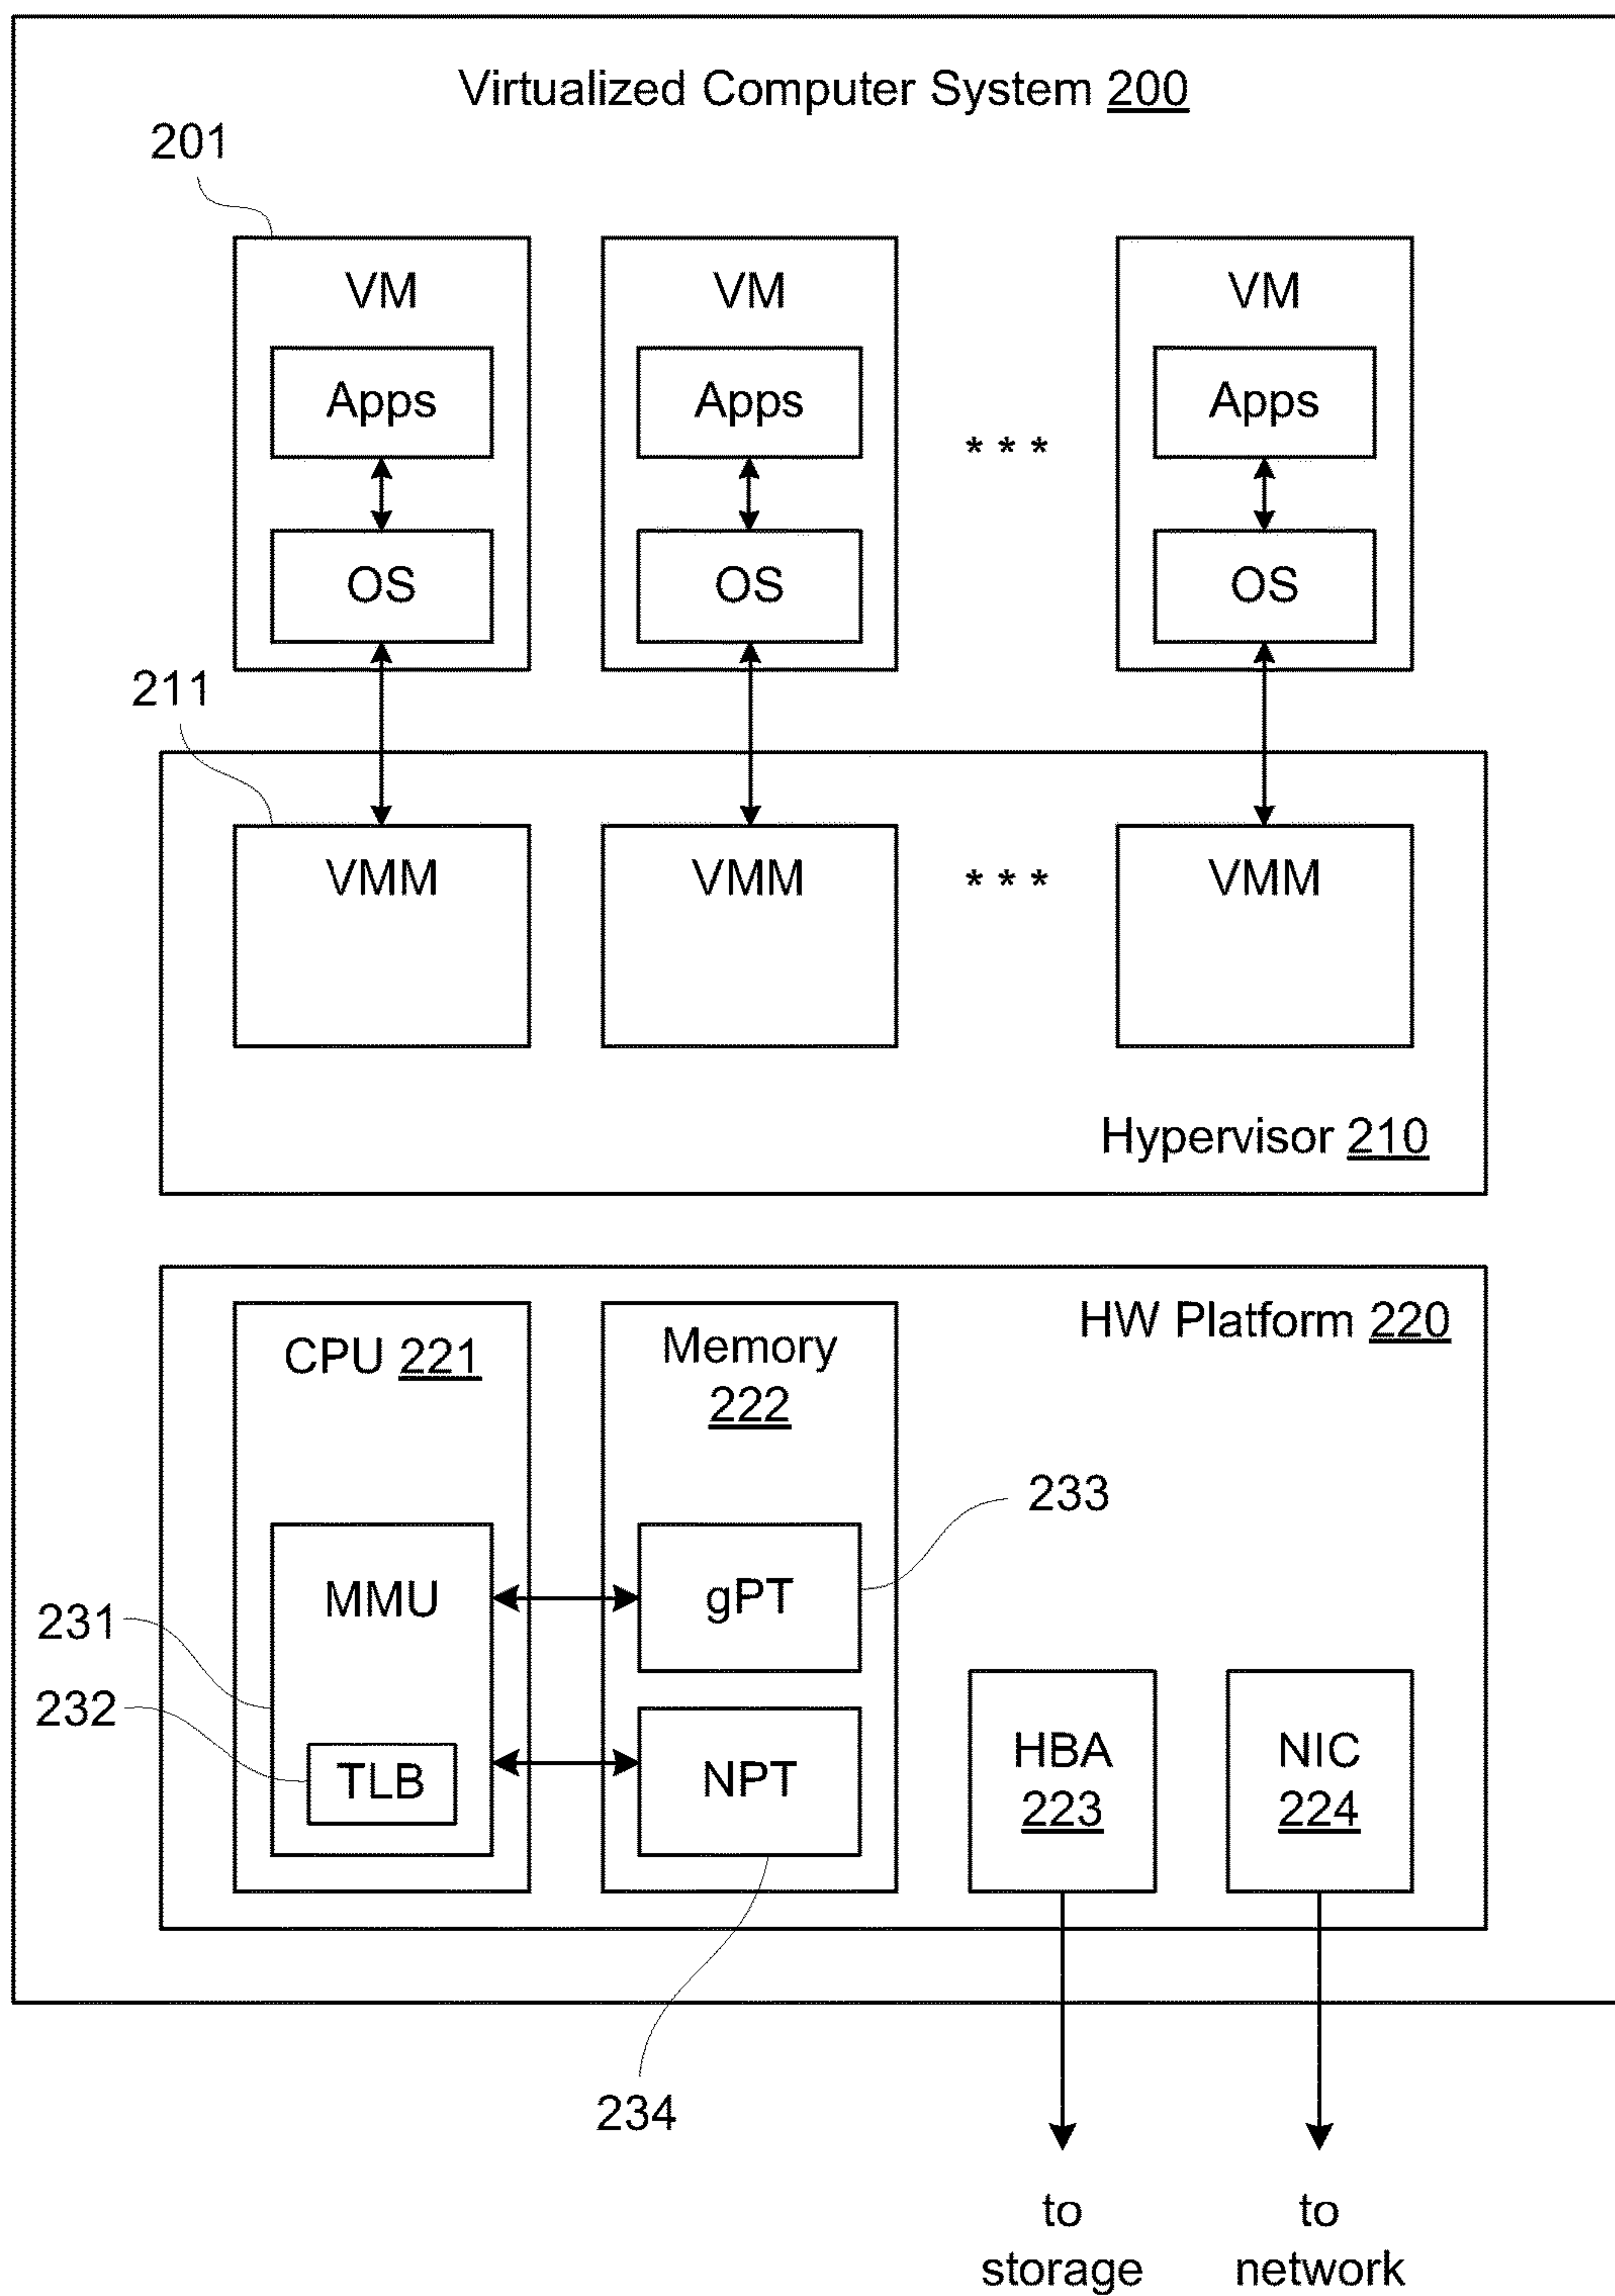 Virtualized Computer System 200
201
VM VM VM
Apps Apps * * * Apps
OS OS OS
211
VMM VMM * * * VMM
Hypervisor 210
HW Platform 220
CPU 221
Memory
222
233
MMU gPT
231
232
TLB NPT
HBA
223
NIC
224
234
to
storage
to
network